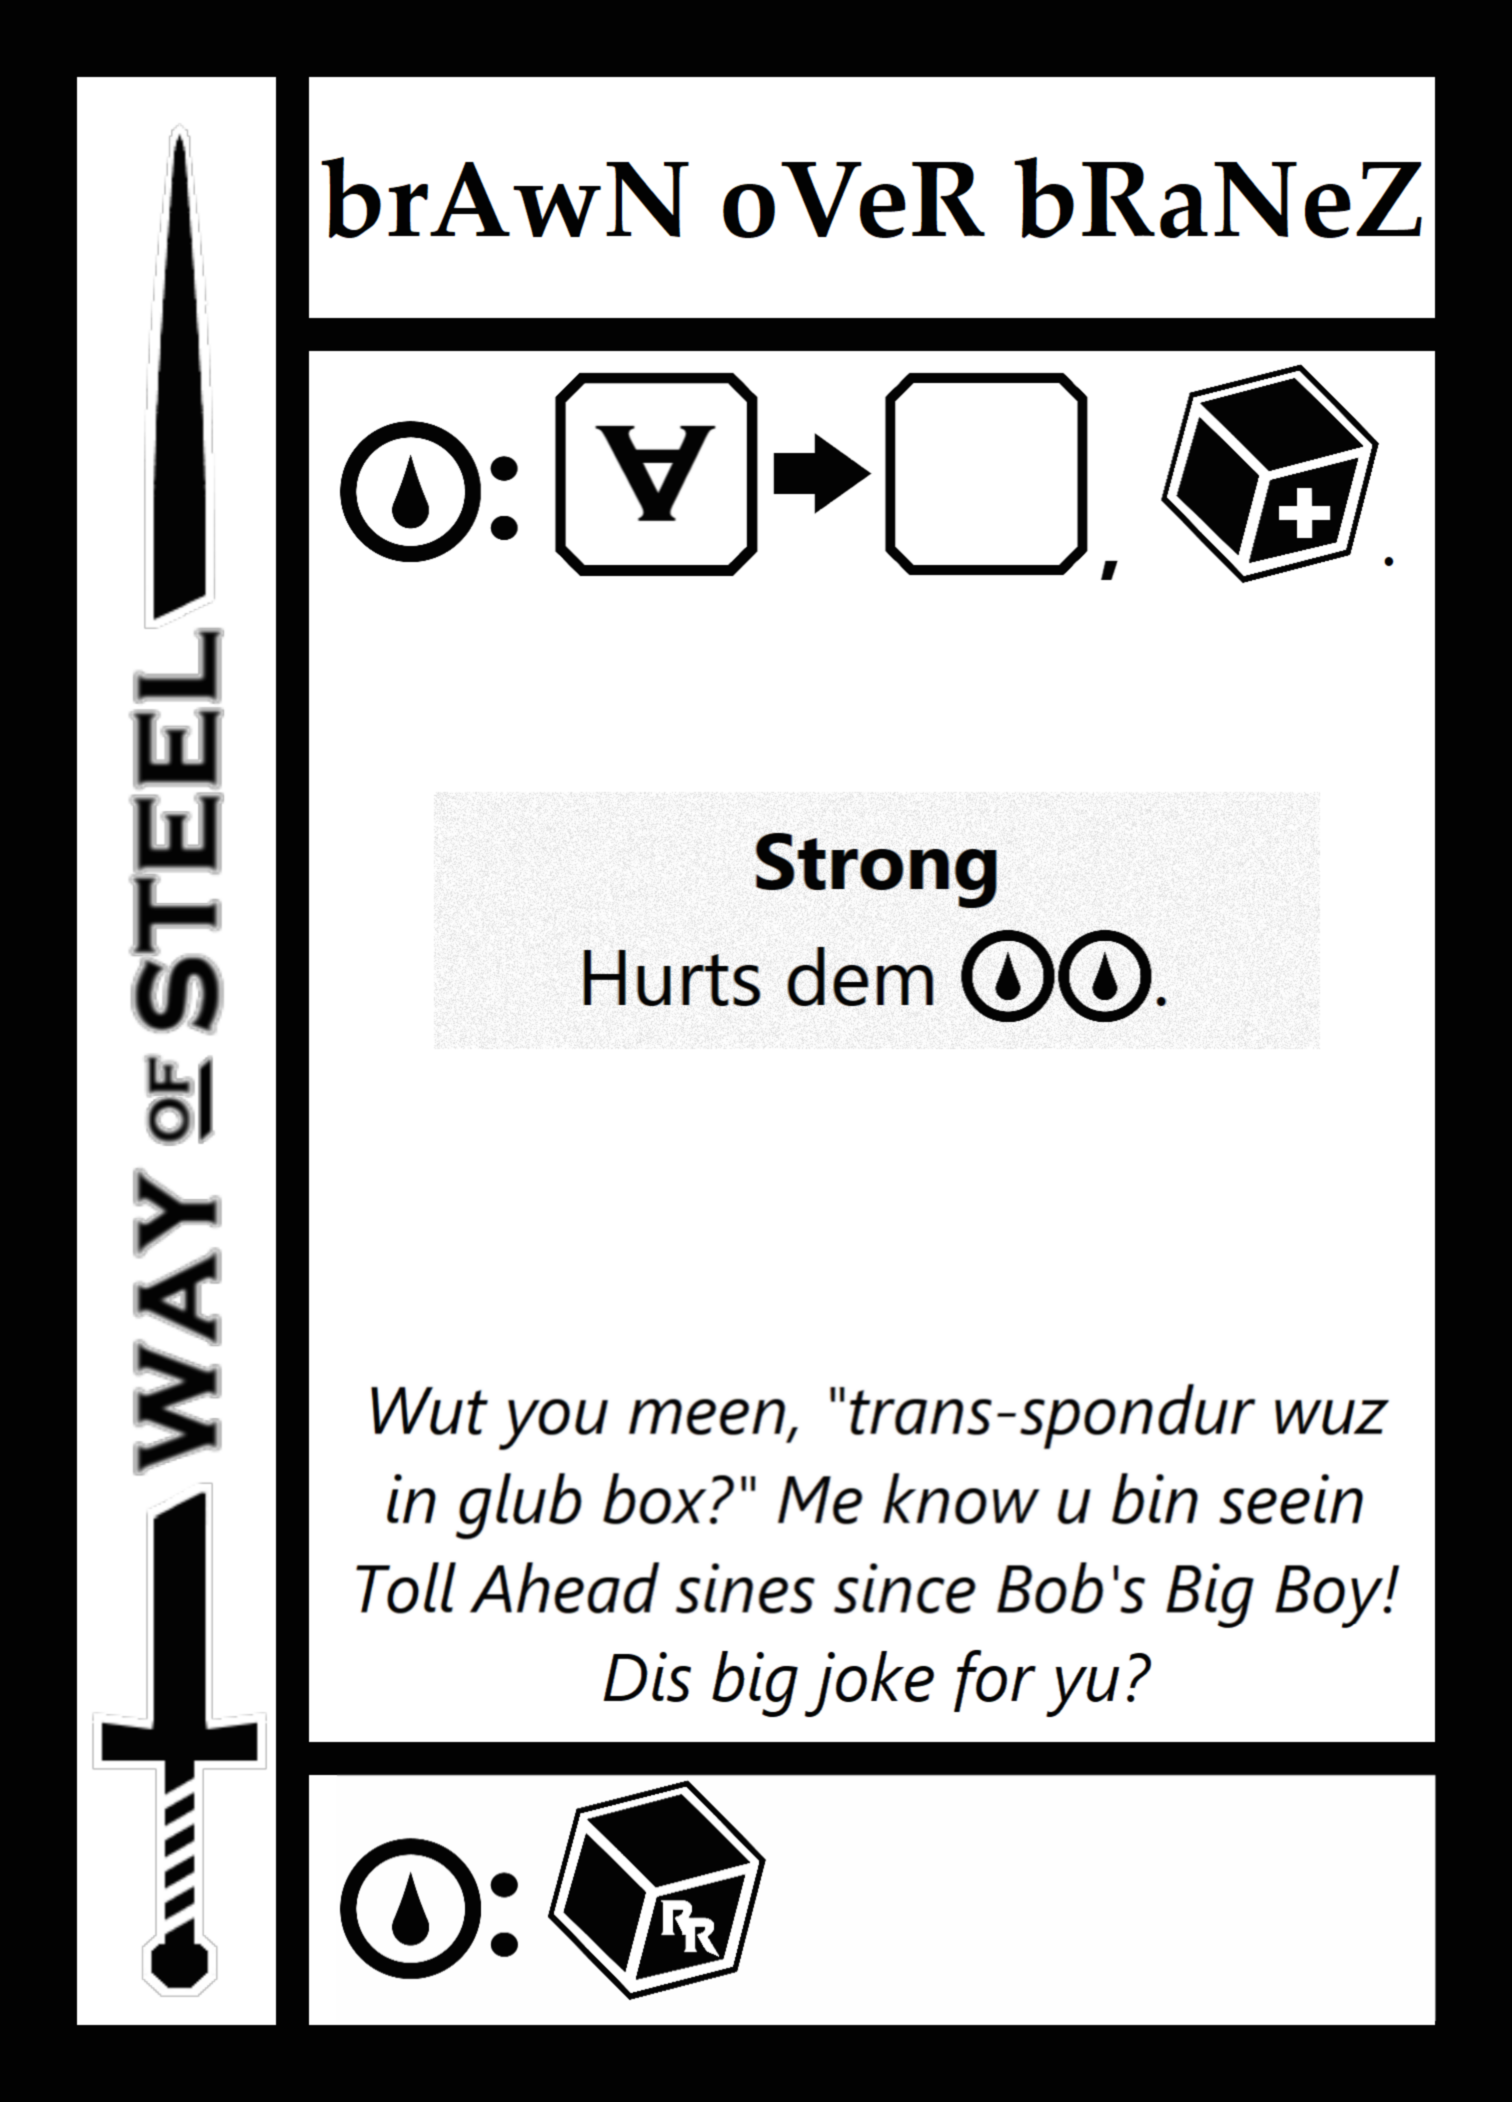 brAwN oVeR bRaNeZ
: ∀ , + .
Strong
Hurts dem .
Wut you meen, "trans-spondur wuz
in glub box?" Me know u bin seein
Toll Ahead sines since Bob's Big Boy!
Dis big joke for yu?
: RR
WAY OF STEEL